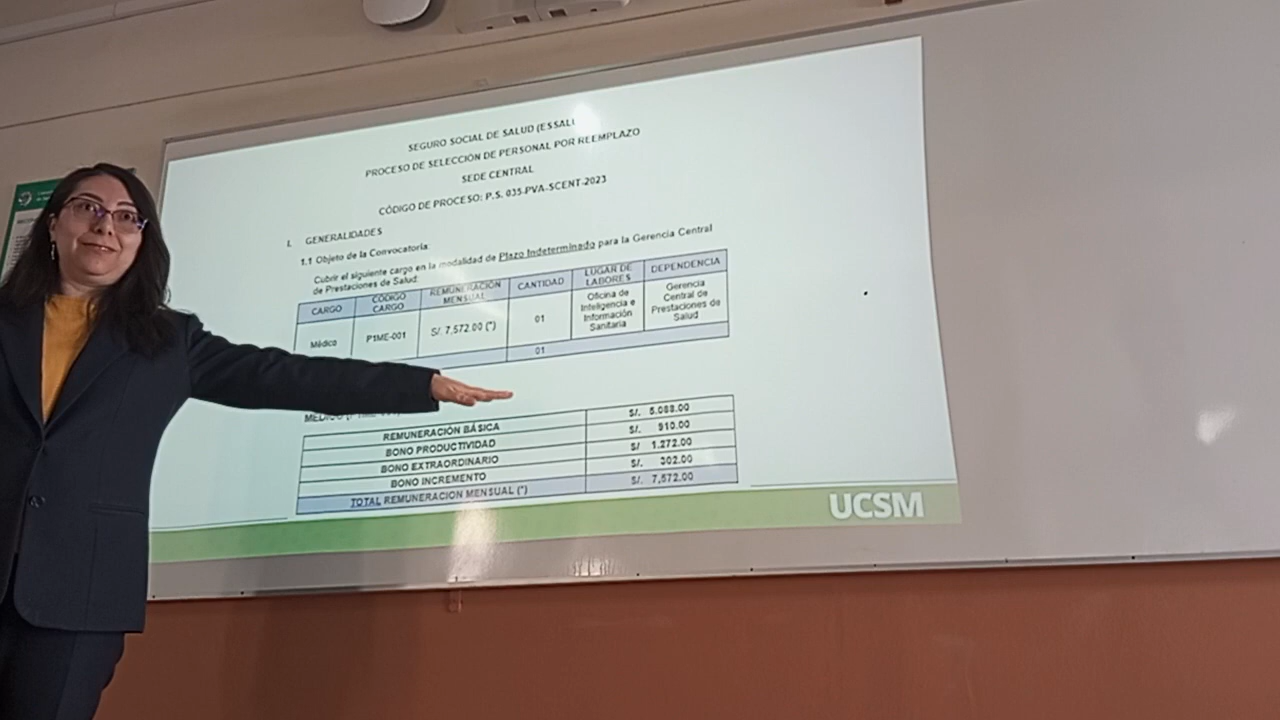 SEGURO SOCIAL DE SALUD (ESSALU
PROCESO DE SELECCIÓN DE PERSONAL POR REEMPLAZO
SEDE CENTRAL
CÓDIGO DE PROCESO: P.S. 035-PVA-SCENT-2023
I. GENERALIDADES
1.1 Objeto de la Convocatoria:
Cubrir el siguiente cargo en la modalidad de Plazo Indeterminado para la Gerencia Central
de Prestaciones de Salud:
CARGO CÓDIGO CARGO REMUNERACIÓN MENSUAL CANTIDAD LUGAR DE LABORES DEPENDENCIA
Médico P1ME-001 S/. 7,572.00 (*) 01 Oficina de Inteligencia e Información Sanitaria Gerencia Central de Prestaciones de Salud
01
REMUNERACIÓN BÁSICA S/. 5.088.00
BONO PRODUCTIVIDAD S/. 910.00
BONO EXTRAORDINARIO S/ 1.272.00
BONO INCREMENTO S/. 302.00
TOTAL REMUNERACION MENSUAL (*) S/. 7,572.00
UCSM